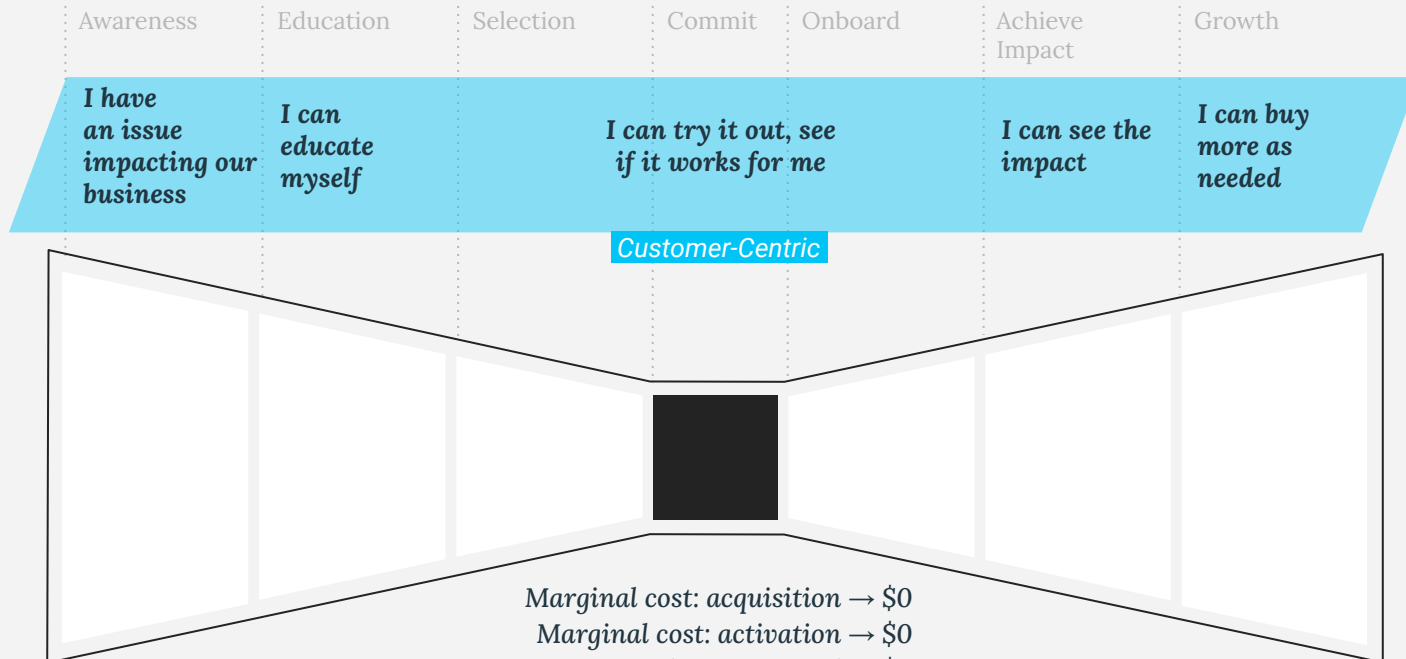 Awareness
Education
Selection
Commit
Onboard
Achieve
Impact
Growth
I have
an issue
impacting our
business
I can
educate
myself
I can try it out, see
if it works for me
I can see the
impact
I can buy
more as
needed
Customer-Centric
Marginal cost: acquisition → $0
Marginal cost: activation → $0